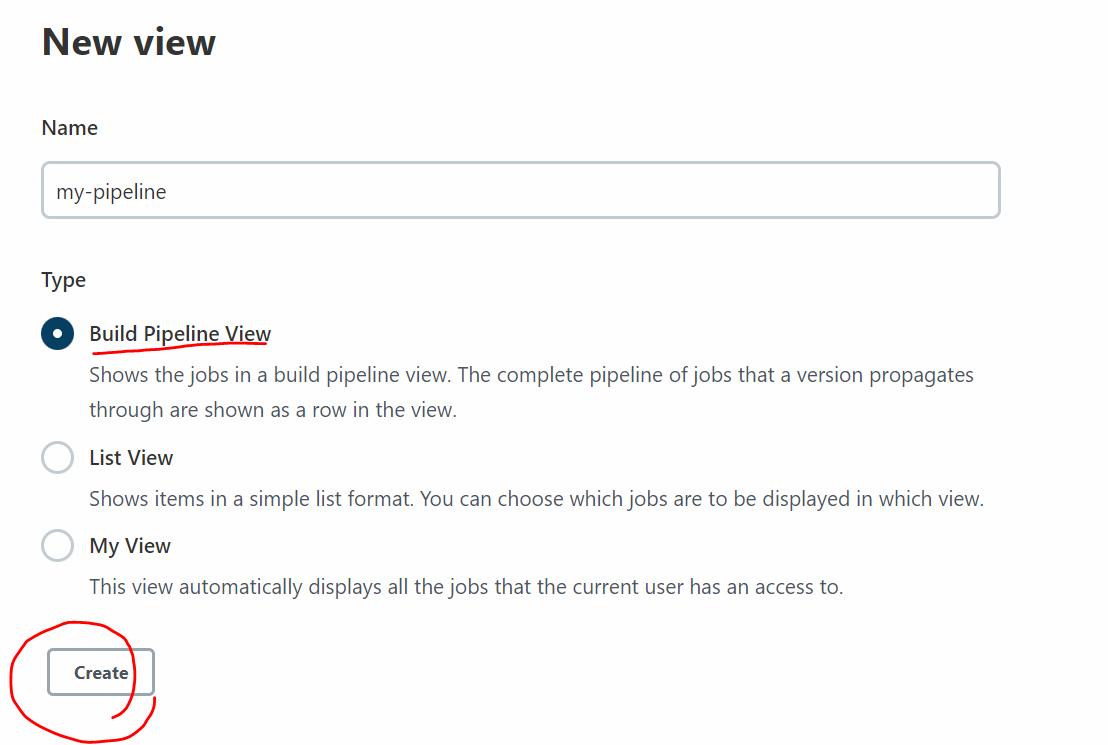 New view
Name
my-pipeline
Type
Build Pipeline View
Shows the jobs in a build pipeline view. The complete pipeline of jobs that a version propagates
through are shown as a row in the view.
List View
Shows items in a simple list format. You can choose which jobs are to be displayed in which view.
My View
This view automatically displays all the jobs that the current user has an access to.
Create